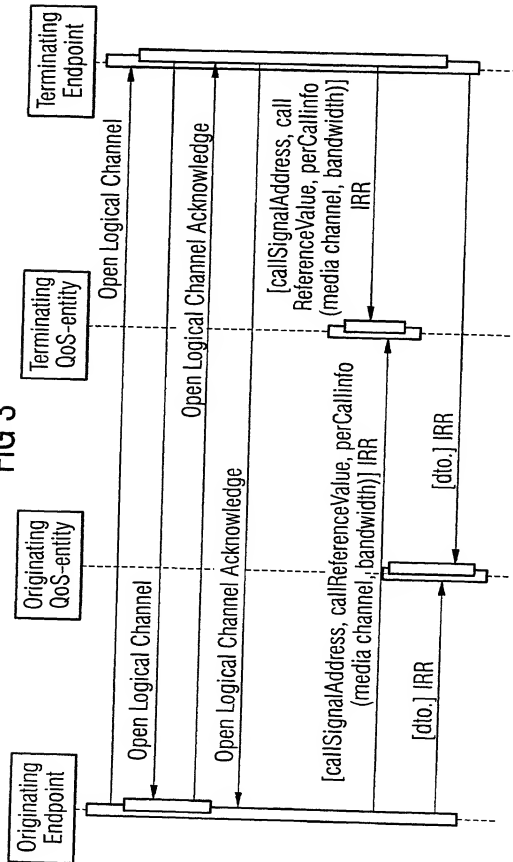 FIG 3
Originating
Endpoint
Originating
QoS-entity
Terminating
QoS-entity
Terminating
Endpoint
Open Logical Channel
Open Logical Channel
Open Logical Channel Acknowledge
Open Logical Channel Acknowledge
[callSignalAddress, call
ReferenceValue, perCallinfo
(media channel, bandwidth)]
IRR
[callSignalAddress, callReferenceValue, perCallinfo
(media channel, bandwidth)] IRR
[dto.] IRR
[dto.] IRR